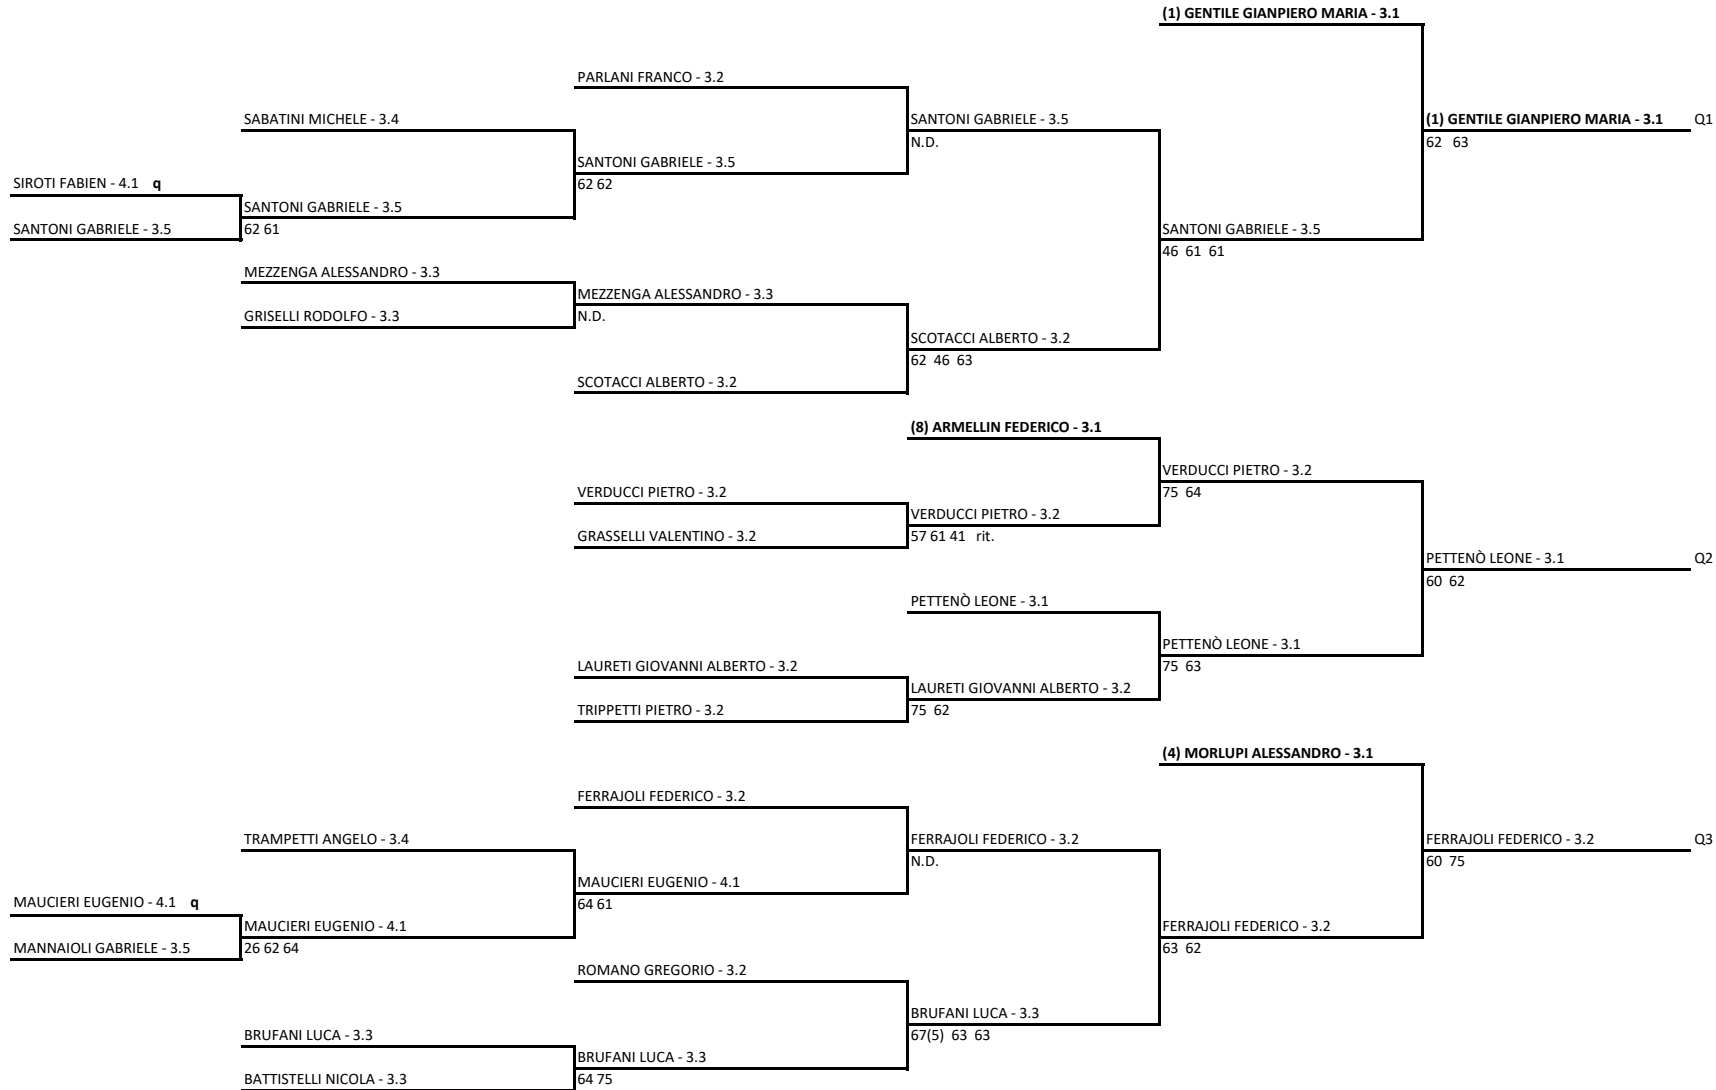 (1) GENTILE GIANPIERO MARIA - 3.1
PARLANI FRANCO - 3.2
SABATINI MICHELE - 3.4
SANTONI GABRIELE - 3.5
(1) GENTILE GIANPIERO MARIA - 3.1 Q1
N.D.
62 63
SANTONI GABRIELE - 3.5
SIROTI FABIEN - 4.1 q
62 62
SANTONI GABRIELE - 3.5
SANTONI GABRIELE - 3.5
62 61
SANTONI GABRIELE - 3.5
46 61 61
MEZZENGA ALESSANDRO - 3.3
MEZZENGA ALESSANDRO - 3.3
GRISELLI RODOLFO - 3.3
N.D.
SCOTACCI ALBERTO - 3.2
62 46 63
SCOTACCI ALBERTO - 3.2
(8) ARMELLIN FEDERICO - 3.1
VERDUCCI PIETRO - 3.2
VERDUCCI PIETRO - 3.2
75 64
VERDUCCI PIETRO - 3.2
GRASSELLI VALENTINO - 3.2
57 61 41 rit.
PETTENÒ LEONE - 3.1 Q2
60 62
PETTENÒ LEONE - 3.1
PETTENÒ LEONE - 3.1
LAURETI GIOVANNI ALBERTO - 3.2
75 63
LAURETI GIOVANNI ALBERTO - 3.2
TRIPPETTI PIETRO - 3.2
75 62
(4) MORLUPI ALESSANDRO - 3.1
FERRAJOLI FEDERICO - 3.2
TRAMPETTI ANGELO - 3.4
FERRAJOLI FEDERICO - 3.2
FERRAJOLI FEDERICO - 3.2 Q3
N.D.
60 75
MAUCIERI EUGENIO - 4.1
MAUCIERI EUGENIO - 4.1 q
64 61
MAUCIERI EUGENIO - 4.1
FERRAJOLI FEDERICO - 3.2
MANNAIOLI GABRIELE - 3.5
26 62 64
63 62
ROMANO GREGORIO - 3.2
BRUFANI LUCA - 3.3
BRUFANI LUCA - 3.3
67(5) 63 63
BRUFANI LUCA - 3.3
BATTISTELLI NICOLA - 3.3
64 75